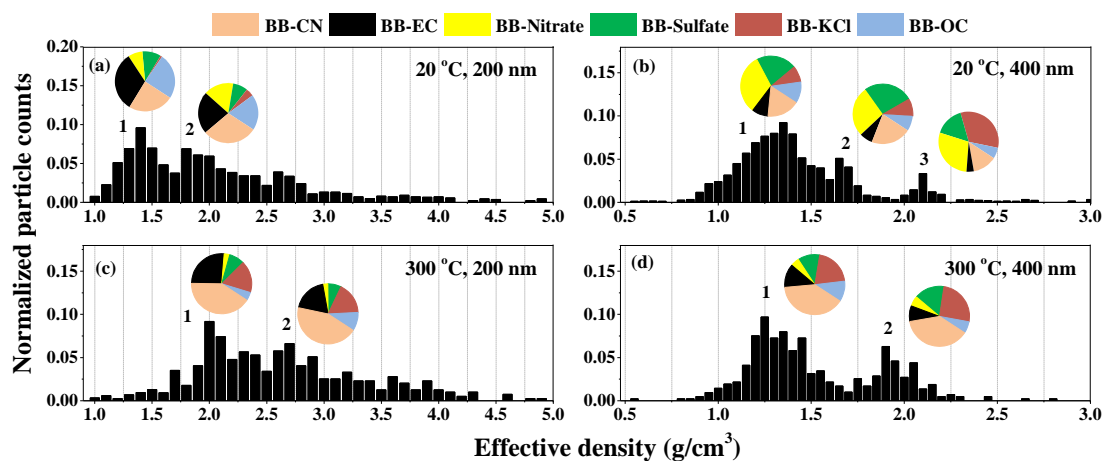 BB-CN BB-EC BB-Nitrate BB-Sulfate BB-KCl BB-OC
Normalized particle counts
0.20
0.15
0.10
0.05
0.00
(a)
20 °C, 200 nm
1
2
1.0 1.5 2.0 2.5 3.0 3.5 4.0 4.5 5.0
0.15
0.10
0.05
0.00
(b)
20 °C, 400 nm
1
2
3
0.5 1.0 1.5 2.0 2.5 3.0
0.15
0.10
0.05
0.00
(c)
300 °C, 200 nm
1
2
1.0 1.5 2.0 2.5 3.0 3.5 4.0 4.5 5.0
0.15
0.10
0.05
0.00
(d)
300 °C, 400 nm
1
2
0.5 1.0 1.5 2.0 2.5 3.0
Effective density (g/cm³)